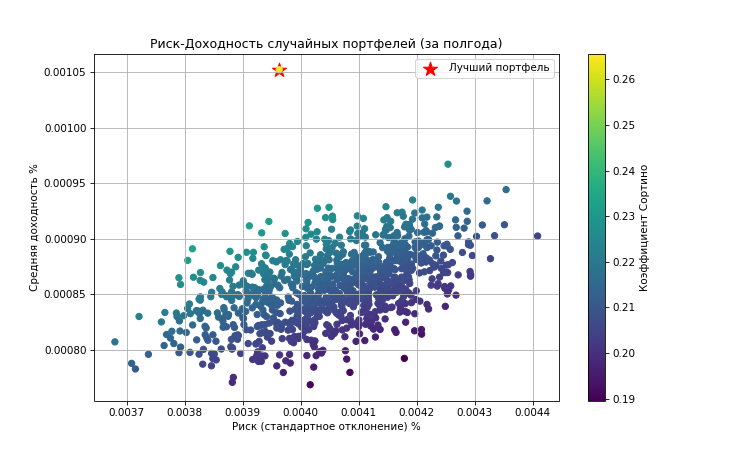 Риск-Доходность случайных портфелей (за полгода)
Лучший портфель
0.00105
0.00100
0.00095
0.00090
0.00085
0.00080
Средняя доходность %
0.0037 0.0038 0.0039 0.0040 0.0041 0.0042 0.0043 0.0044
Риск (стандартное отклонение) %
0.26
0.25
0.24
0.23
0.22
0.21
0.20
0.19
Коэффициент Сортино